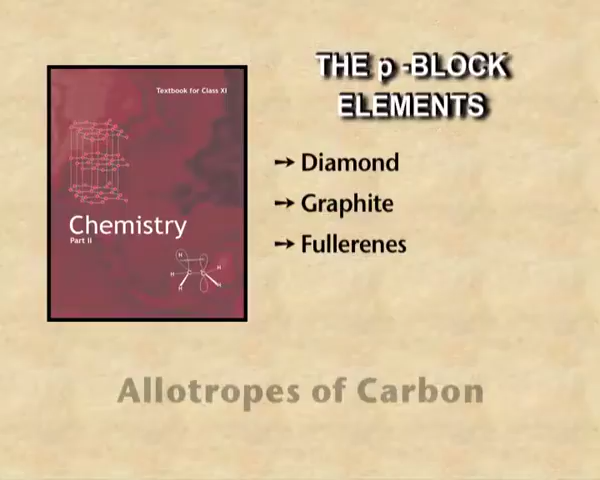 THE p -BLOCK
ELEMENTS
Textbook for Class XI
Chemistry
Part II
→ Diamond
→ Graphite
→ Fullerenes
Allotropes of Carbon